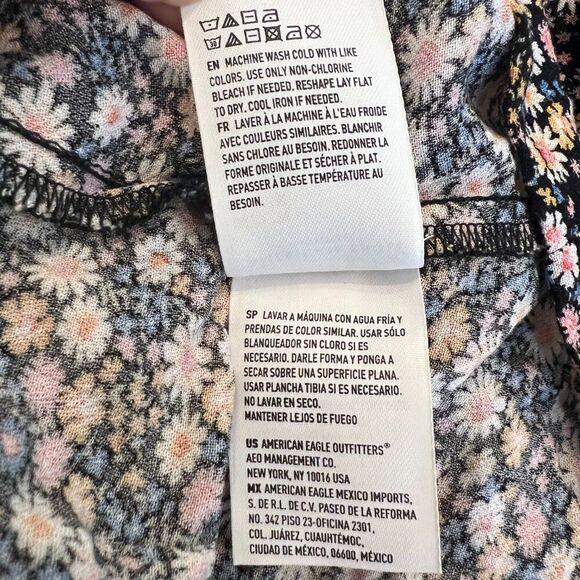 EN MACHINE WASH COLD WITH LIKE
COLORS. USE ONLY NON-CHLORINE
BLEACH IF NEEDED. RESHAPE LAY FLAT
TO DRY. COOL IRON IF NEEDED.
FR LAVER À LA MACHINE À L'EAU FROIDE
AVEC COULEURS SIMILAIRES. BLANCHIR
SANS CHLORE AU BESOIN. REDONNER LA
FORME ORIGINALE ET SÉCHER À PLAT.
REPASSER À BASSE TEMPÉRATURE AU
BESOIN.
SP LAVAR A MÁQUINA CON AGUA FRÍA Y
PRENDAS DE COLOR SIMILAR. USAR SÓLO
BLANQUEADOR SIN CLORO SI ES
NECESARIO. DARLE FORMA Y PONGA A
SECAR SOBRE UNA SUPERFICIE PLANA.
USAR PLANCHA TIBIA SI ES NECESARIO.
NO LAVAR EN SECO.
MANTENER LEJOS DE FUEGO
US AMERICAN EAGLE OUTFITTERS®
AEO MANAGEMENT CO.
NEW YORK, NY 10016 USA
MX AMERICAN EAGLE MEXICO IMPORTS,
S. DE R.L. DE C.V. PASEO DE LA REFORMA
NO. 342 PISO 23-OFICINA 2301,
COL. JUÁREZ, CUAUHTÉMOC,
CIUDAD DE MÉXICO, 06600, MÉXICO